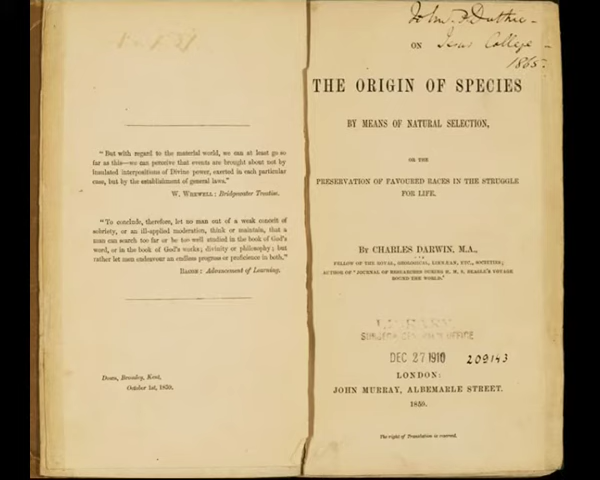 "But with regard to the material world, we can at least go so
far as this—we can perceive that events are brought about not by
insulated interpositions of Divine power, exerted in each particular
case, but by the establishment of general laws."
W. WHEWELL: Bridgewater Treatise.
"To conclude, therefore, let no man out of a weak conceit of
sobriety, or an ill-applied moderation, think or maintain, that a
man can search too far or be too well studied in the book of God's
word, or in the book of God's works; divinity or philosophy; but
rather let men endeavour an endless progress or proficience in both."
BACON: Advancement of Learning.
Down, Bromley, Kent,
October 1st, 1859.
John F Duthie
ON
College
1865
THE ORIGIN OF SPECIES
BY MEANS OF NATURAL SELECTION,
OR THE
PRESERVATION OF FAVOURED RACES IN THE STRUGGLE
FOR LIFE.
BY CHARLES DARWIN, M.A.,
FELLOW OF THE ROYAL, GEOLOGICAL, LINNÆAN, ETC., SOCIETIES;
AUTHOR OF 'JOURNAL OF RESEARCHES DURING H. M. S. BEAGLE'S VOYAGE
ROUND THE WORLD.'
LIBRARY
OFFICE
DEC 27 1910 209143
LONDON:
JOHN MURRAY, ALBEMARLE STREET.
1859.
The right of Translation is reserved.